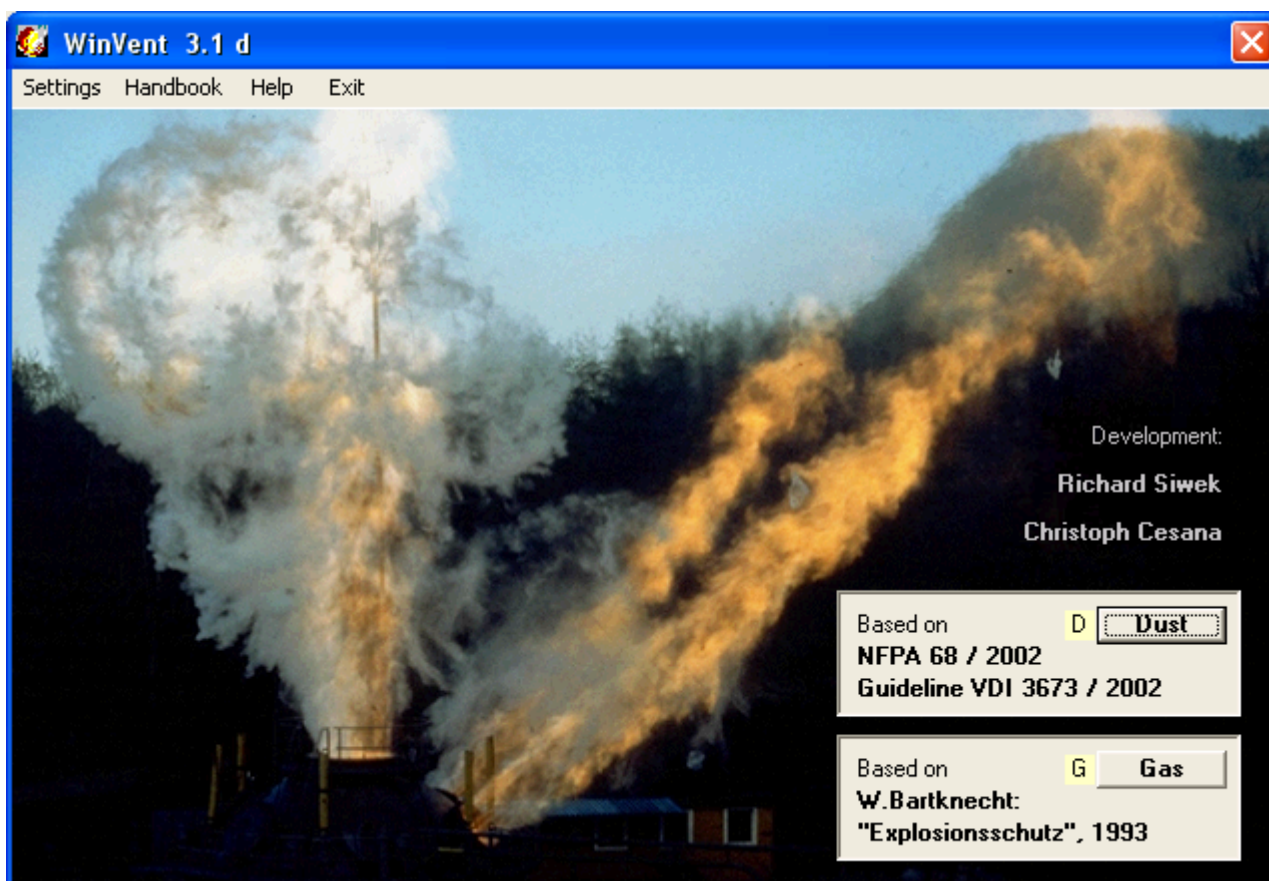 WinVent 3.1 d
Settings Handbook Help Exit
Development:
Richard Siwek
Christoph Cesana
Based on D Dust
NFPA 68 / 2002
Guideline VDI 3673 / 2002
Based on G Gas
W.Bartknecht:
"Explosionsschutz", 1993